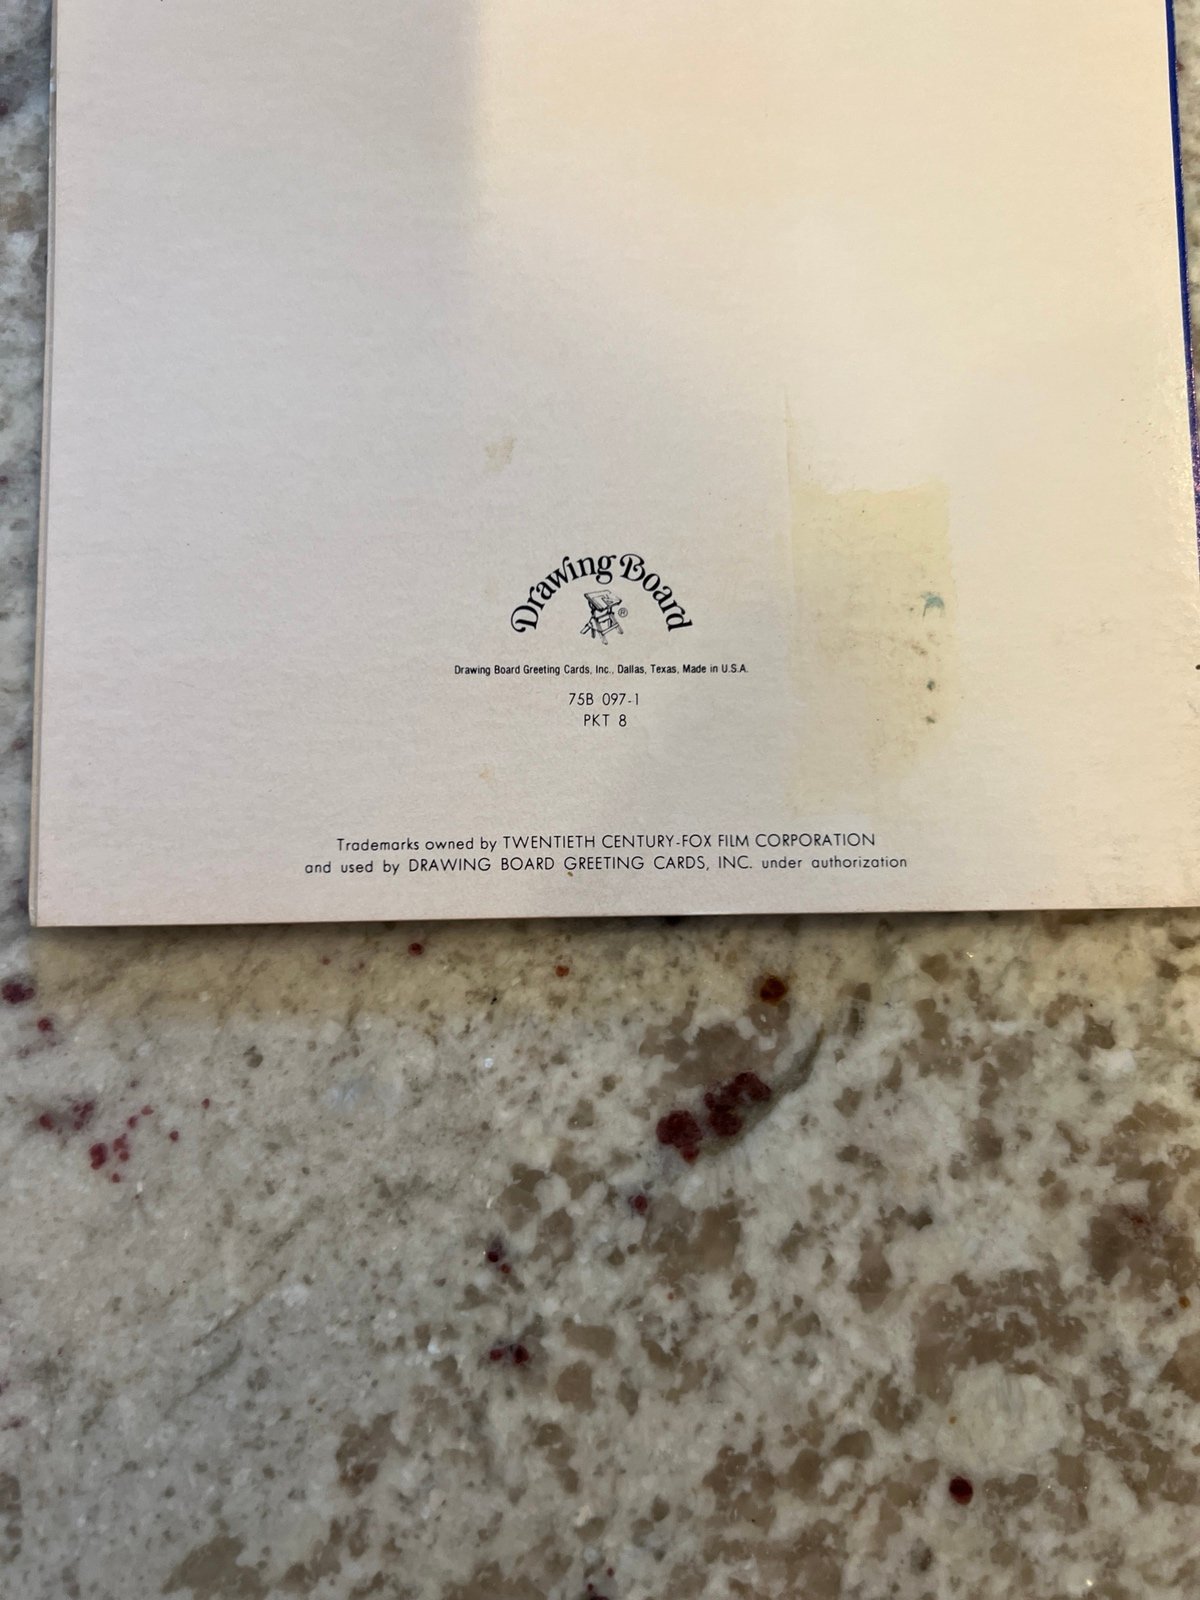 Drawing Board ®
Drawing Board Greeting Cards, Inc., Dallas, Texas, Made in U.S.A.
75B 097-1
PKT 8
Trademarks owned by TWENTIETH CENTURY-FOX FILM CORPORATION
and used by DRAWING BOARD GREETING CARDS, INC. under authorization